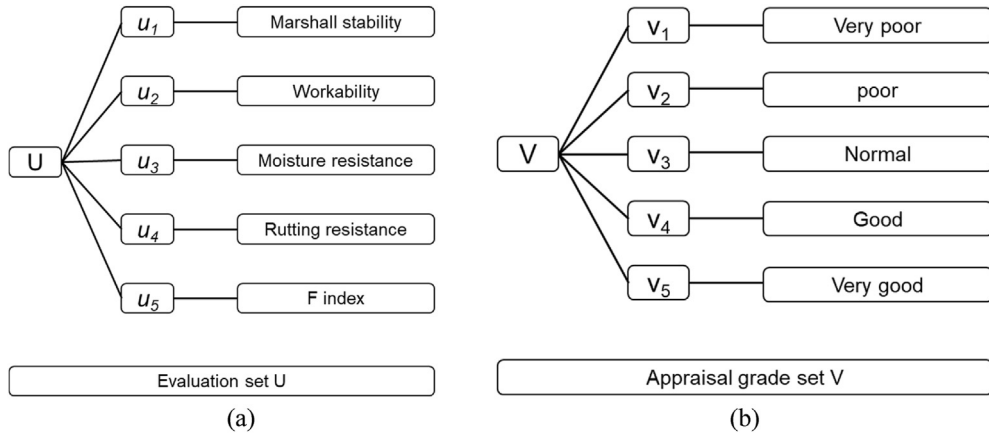 U
u1 Marshall stability
u2 Workability
u3 Moisture resistance
u4 Rutting resistance
u5 F index
Evaluation set U
(a)
V
v1 Very poor
v2 poor
v3 Normal
v4 Good
v5 Very good
Appraisal grade set V
(b)